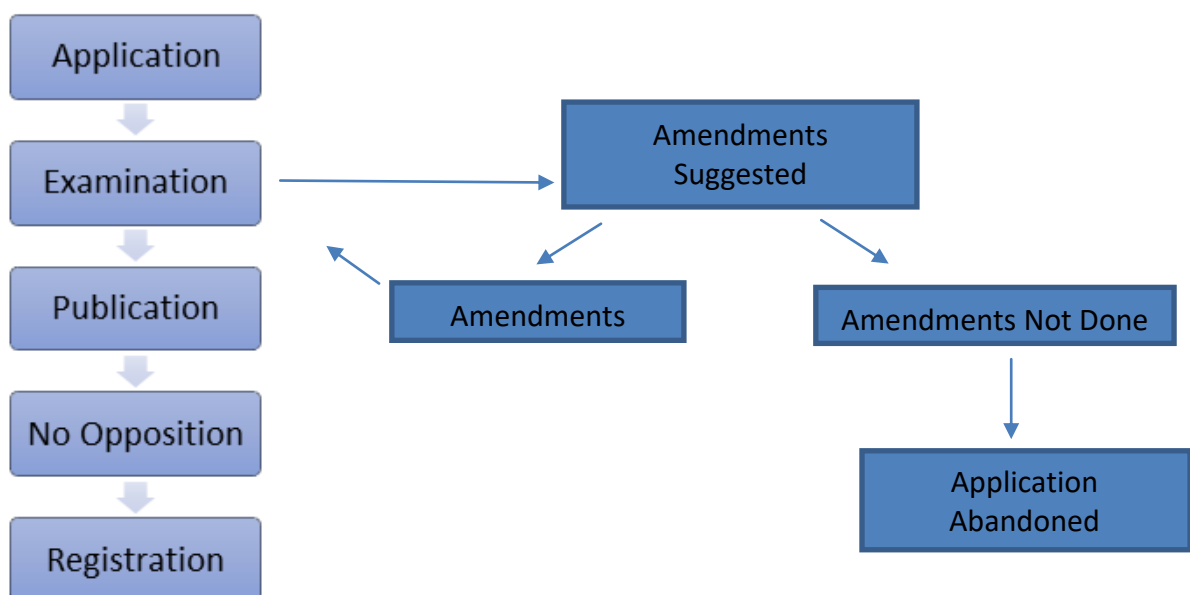 Application
Examination
Publication
No Opposition
Registration
Amendments
Suggested
Amendments
Amendments Not Done
Application
Abandoned